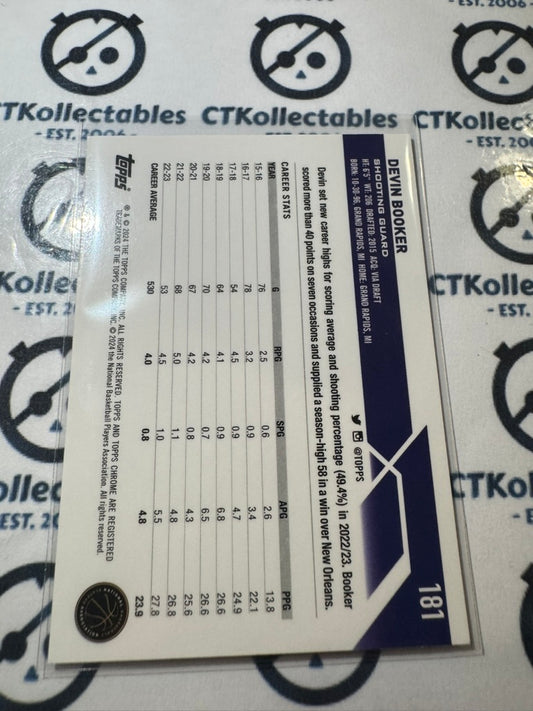 CTKollectables
- EST. 2006 -
181
DEVIN BOOKER
SHOOTING GUARD
HT: 6'5" WT: 206 DRAFTED: 2015 ACQ: VIA DRAFT
BORN: 10-30-96, GRAND RAPIDS, MI HOME: GRAND RAPIDS, MI
@TOPPS
Devin set new career highs for scoring average and shooting percentage (49.4%) in 2022/23. Booker
scored more than 40 points on seven occasions and supplied a season-high 58 in a win over New Orleans.
CAREER STATS
YEAR G RPG SPG APG PPG
15-16 76 2.5 0.6 2.6 13.8
16-17 78 3.2 0.9 3.4 22.1
17-18 54 4.5 0.9 4.7 24.9
18-19 64 4.1 0.9 6.8 26.6
19-20 70 4.2 0.7 6.5 26.6
20-21 67 4.2 0.8 4.3 25.6
21-22 68 5.0 1.1 4.8 26.8
22-23 53 4.5 1.0 5.5 27.8
CAREER AVERAGE 530 4.0 0.8 4.8 23.9
topps
® & © 2024 THE TOPPS COMPANY, INC. ALL RIGHTS RESERVED. TOPPS AND TOPPS CHROME ARE REGISTERED
TRADEMARKS OF THE TOPPS COMPANY, INC. © 2024 the National Basketball Players Association. All rights reserved.